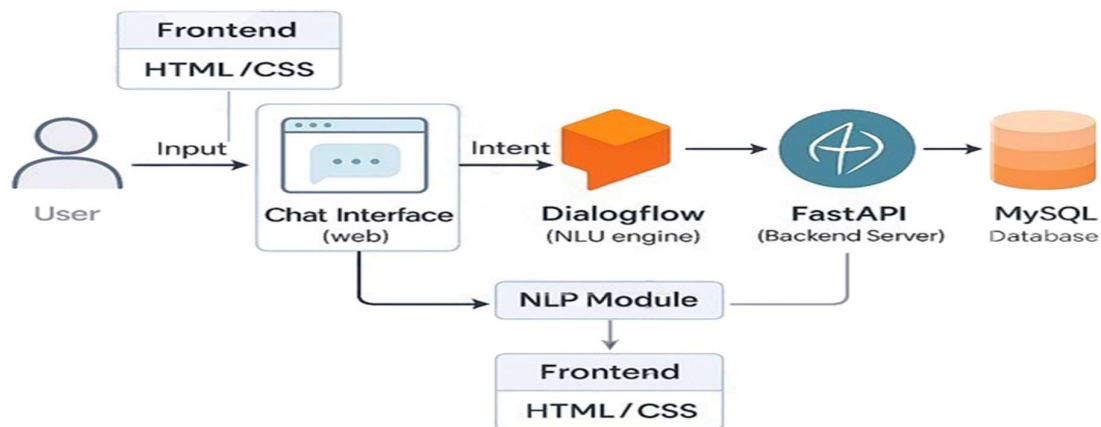 Frontend
HTML/CSS
Input
Intent
User
Chat Interface
(web)
Dialogflow
(NLU engine)
FastAPI
(Backend Server)
MySQL
Database
NLP Module
Frontend
HTML/CSS